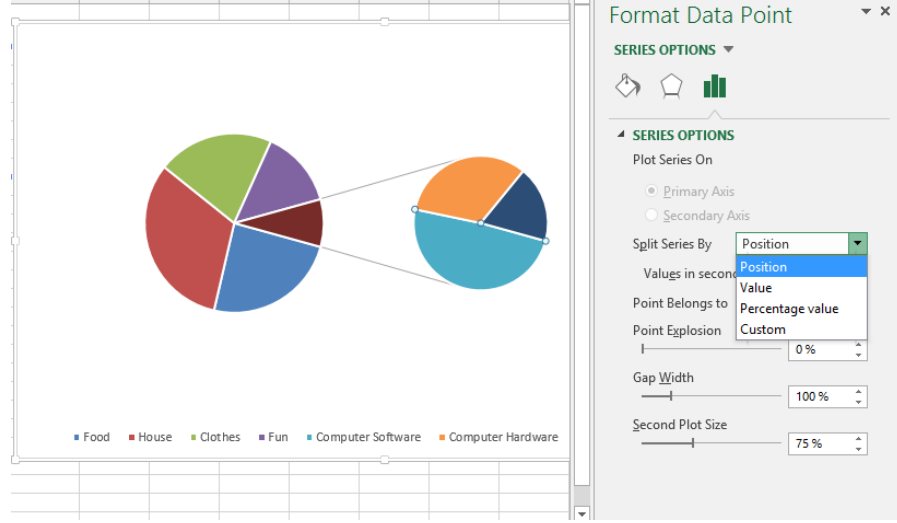 Format Data Point
SERIES OPTIONS
SERIES OPTIONS
Plot Series On
Primary Axis
Secondary Axis
Split Series By Position
Position
Values in second
Value
Point Belongs to
Percentage value
Point Explosion
Custom
0%
Gap Width
100%
Second Plot Size
75%
Food House Clothes Fun Computer Software Computer Hardware